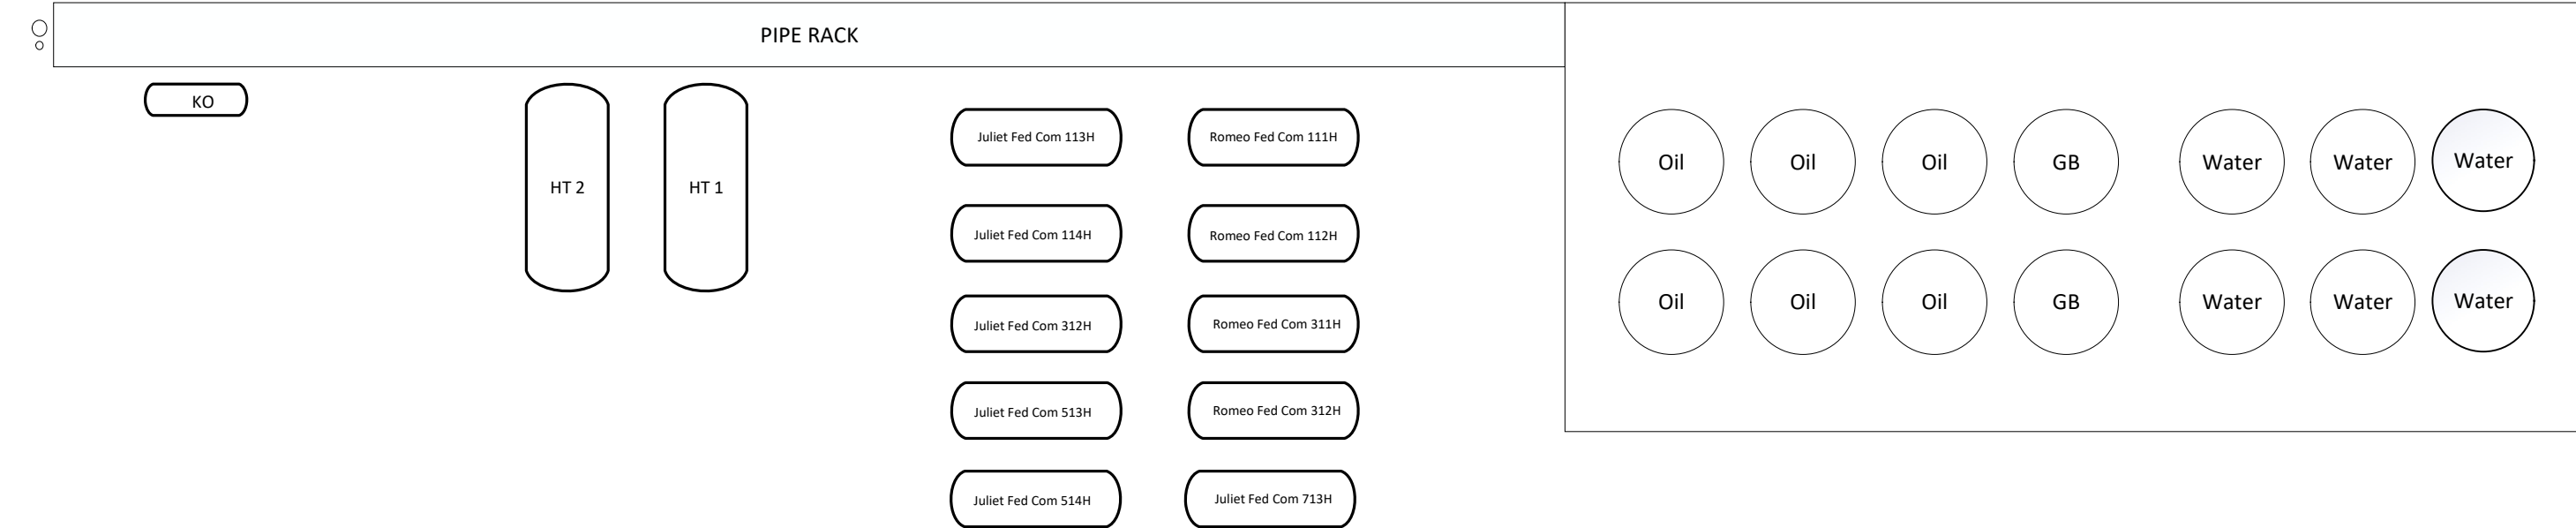 PIPE RACK
KO
HT 2
HT 1
Juliet Fed Com 113H
Romeo Fed Com 111H
Juliet Fed Com 114H
Romeo Fed Com 112H
Juliet Fed Com 312H
Romeo Fed Com 311H
Juliet Fed Com 513H
Romeo Fed Com 312H
Juliet Fed Com 514H
Juliet Fed Com 713H
Oil
Oil
Oil
GB
Water
Water
Water
Oil
Oil
Oil
GB
Water
Water
Water